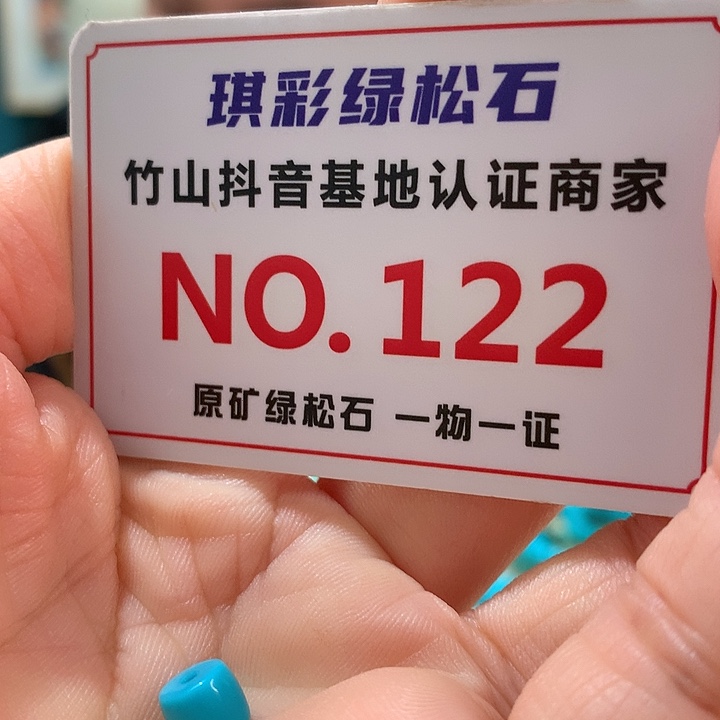 琪彩绿松石
竹山抖音基地认证商家
NO.122
原矿绿松石 一物一证